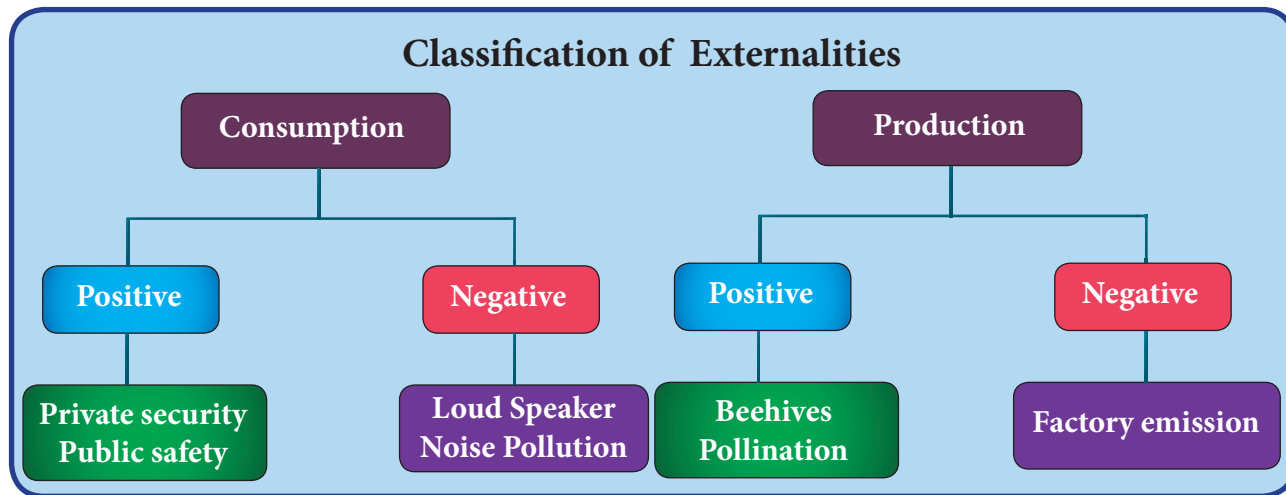 Classification of Externalities
Consumption
Production
Positive
Negative
Positive
Negative
Private security
Public safety
Loud Speaker
Noise Pollution
Beehives
Pollination
Factory emission